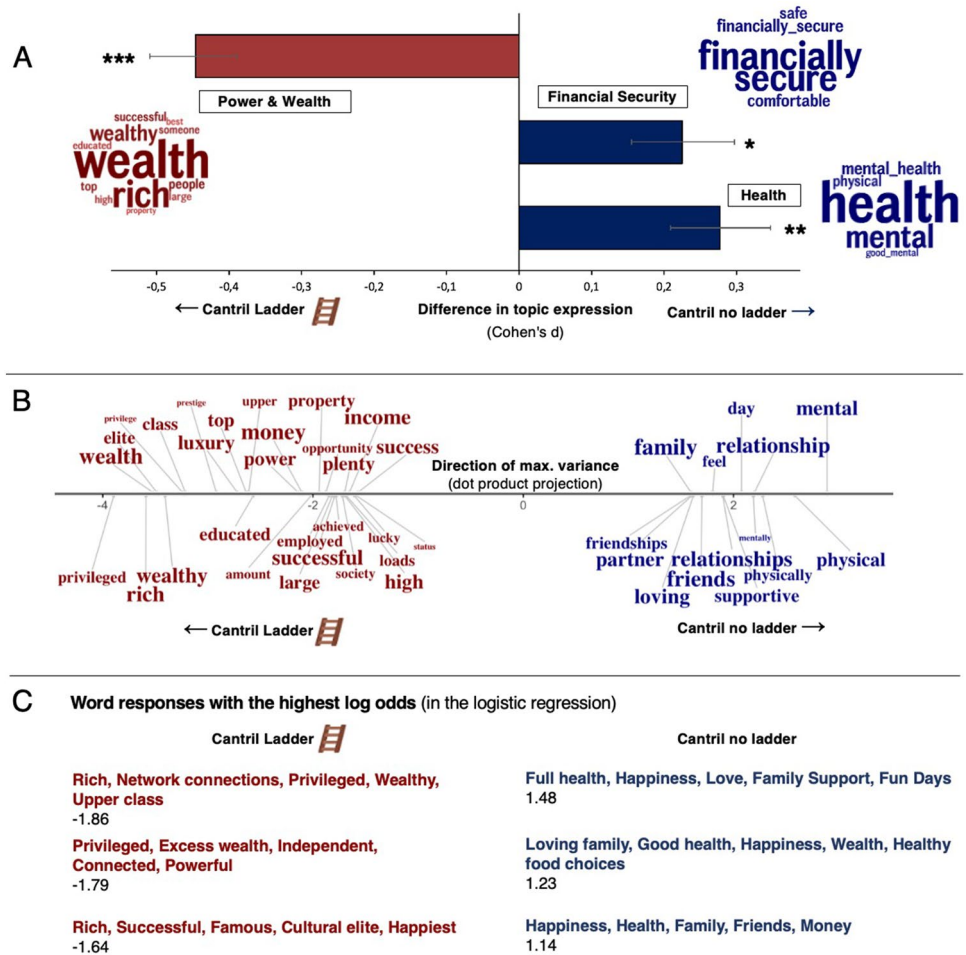 A
***
Power & Wealth
successful best
wealthy someone
educated
wealth
top rich people
high large
property
safe
financially_secure
financially
secure
comfortable
Financial Security
*
Health
**
mental_health
physical
health
mental
good_mental
-0,5 -0,4 -0,3 -0,2 -0,1 0 0,1 0,2 0,3
← Cantril Ladder
Difference in topic expression
(Cohen's d)
Cantril no ladder →
B
privilege prestige upper property
elite class top income
wealth luxury money opportunity success
power plenty
day mental
family relationship
feel
Direction of max. variance
(dot product projection)
-4 -2 0 2
educated achieved
employed lucky status
successful loads
privileged wealthy amount large society high
rich
friendships mentally
partner relationships physical
friends physically
loving supportive
← Cantril Ladder
Cantril no ladder →
C
Word responses with the highest log odds (in the logistic regression)
Cantril Ladder
Cantril no ladder
Rich, Network connections, Privileged, Wealthy,
Upper class
-1.86
Full health, Happiness, Love, Family Support, Fun Days
1.48
Privileged, Excess wealth, Independent,
Connected, Powerful
-1.79
Loving family, Good health, Happiness, Wealth, Healthy
food choices
1.23
Rich, Successful, Famous, Cultural elite, Happiest
-1.64
Happiness, Health, Family, Friends, Money
1.14